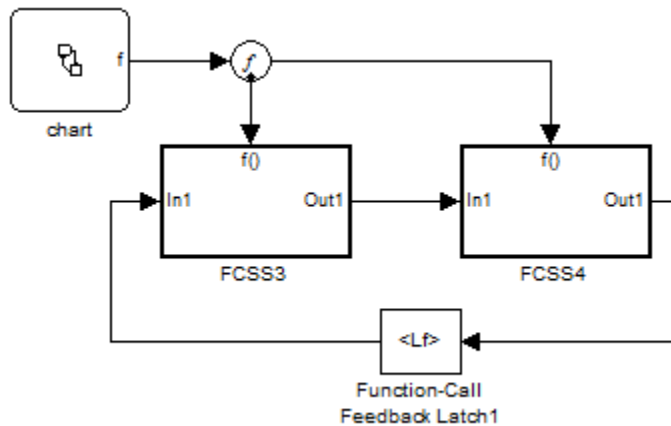 f
f
chart
f()
f()
In1
Out1
In1
Out1
FCSS3
FCSS4
<Lf>
Function-Call
Feedback Latch1